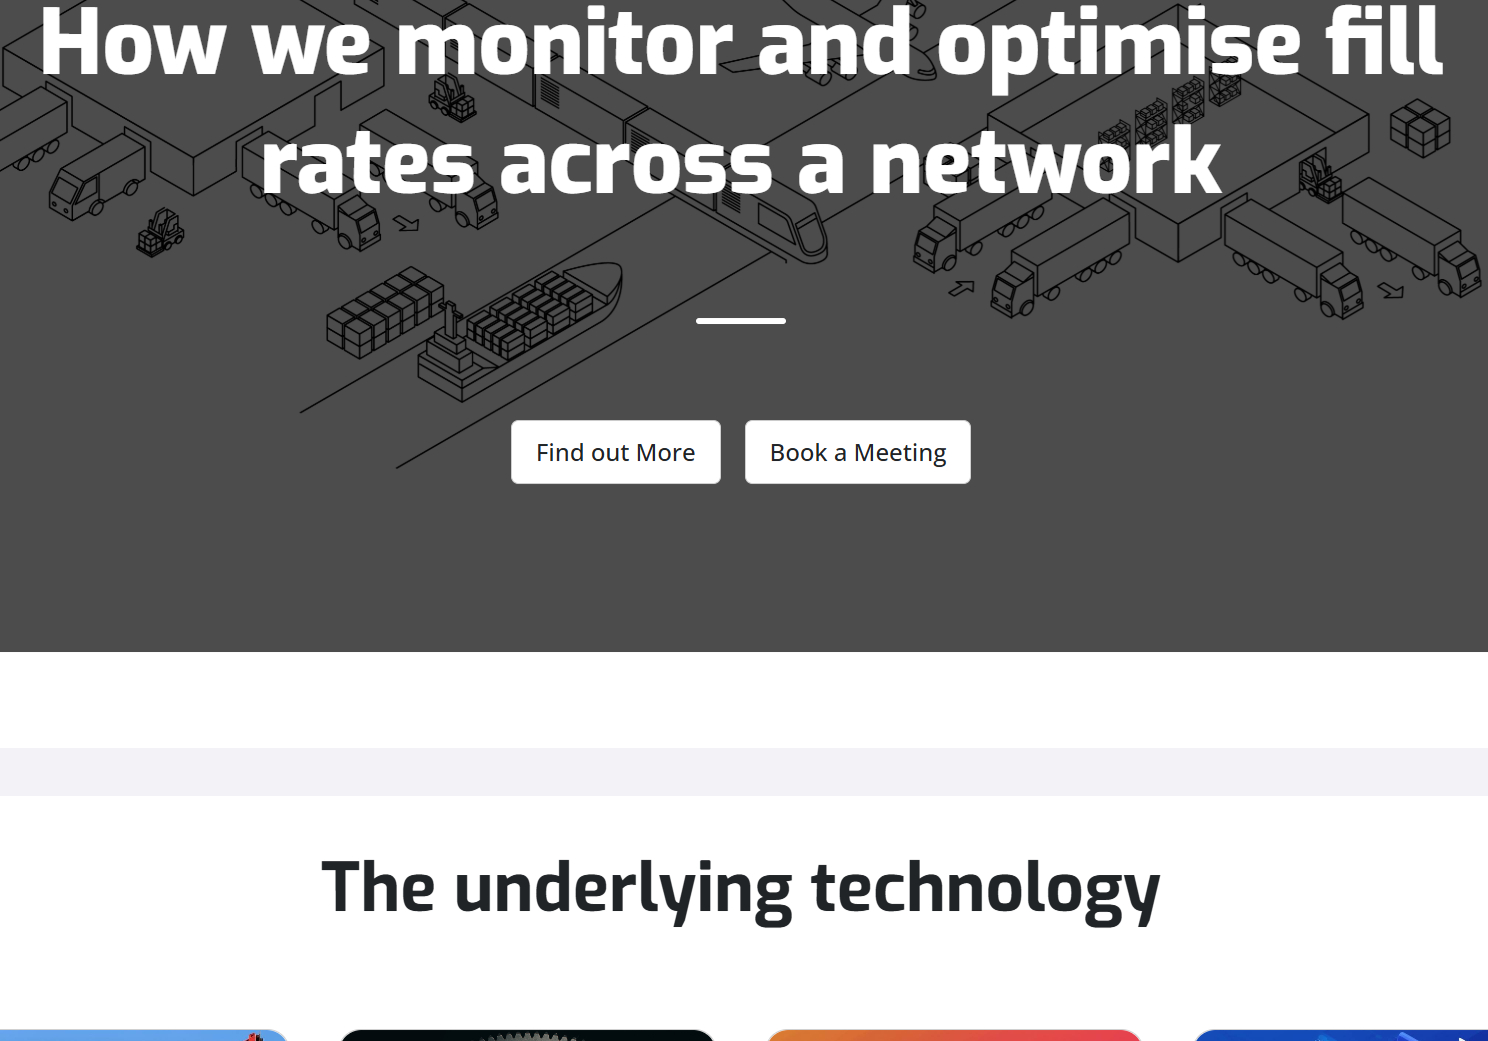 How we monitor and optimise fill
rates across a network
Find out More
Book a Meeting
The underlying technology